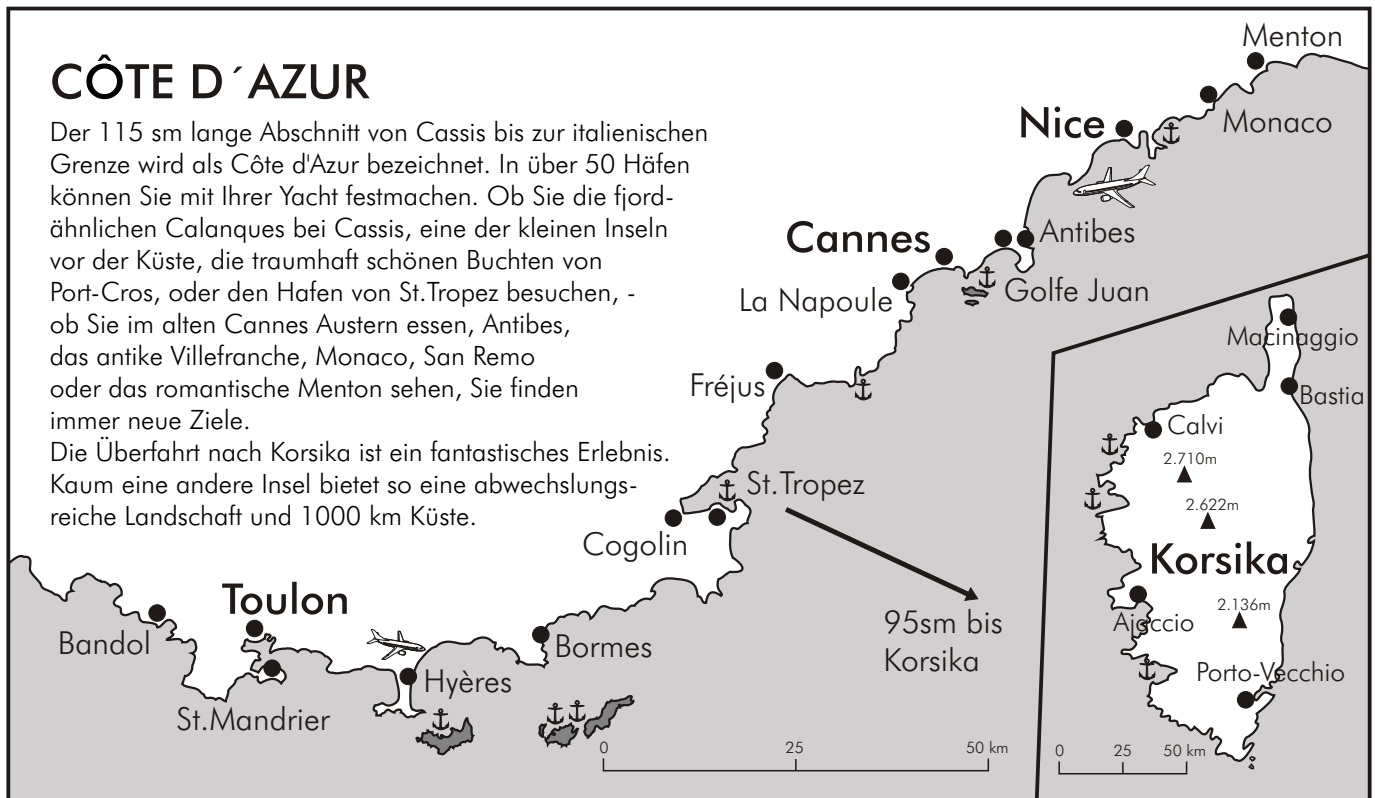 CÔTE D´AZUR
Der 115 sm lange Abschnitt von Cassis bis zur italienischen
Grenze wird als Côte d'Azur bezeichnet. In über 50 Häfen
können Sie mit Ihrer Yacht festmachen. Ob Sie die fjord-
ähnlichen Calanques bei Cassis, eine der kleinen Inseln
vor der Küste, die traumhaft schönen Buchten von
Port-Cros, oder den Hafen von St.Tropez besuchen, -
ob Sie im alten Cannes Austern essen, Antibes,
das antike Villefranche, Monaco, San Remo
oder das romantische Menton sehen, Sie finden
immer neue Ziele.
Die Überfahrt nach Korsika ist ein fantastisches Erlebnis.
Kaum eine andere Insel bietet so eine abwechslungs-
reiche Landschaft und 1000 km Küste.
Menton
Monaco
Nice
Antibes
Cannes
Golfe Juan
La Napoule
Fréjus
St.Tropez
Cogolin
95sm bis
Korsika
Toulon
Bandol
Bormes
Hyères
St.Mandrier
0 25 50 km
Macinaggio
Bastia
Calvi
2.710m
2.622m
Korsika
2.136m
Ajaccio
Porto-Vecchio
0 25 50 km